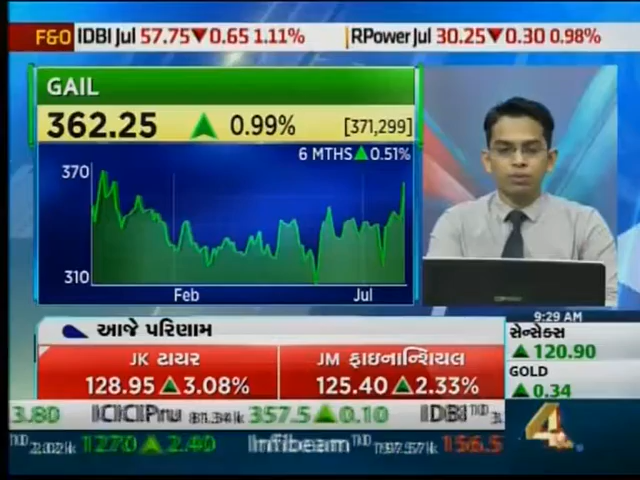 F&O IDBI Jul 57.75▼0.65 1.11% RPower Jul 30.25▼0.30 0.98%
GAIL
362.25 ▲ 0.99% [371,299]
6 MTHS▲0.51%
370
310
Feb Jul
9:29 AM
આજે પરિણામ
સેન્સેક્સ
▲120.90
JK ટાયર JM ફાઇનાન્શિયલ
GOLD
128.95▲3.08% 125.40▲2.33%
▲0.34
3.80 ICICIPru 357.5▲0.10 IDBI
1270▲2.40 Infibeam 156.5
4